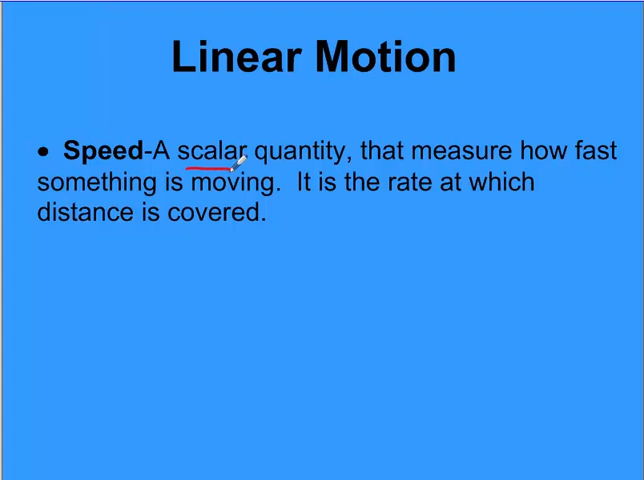 Linear Motion
• Speed-A scalar quantity, that measure how fast
something is moving.  It is the rate at which
distance is covered.